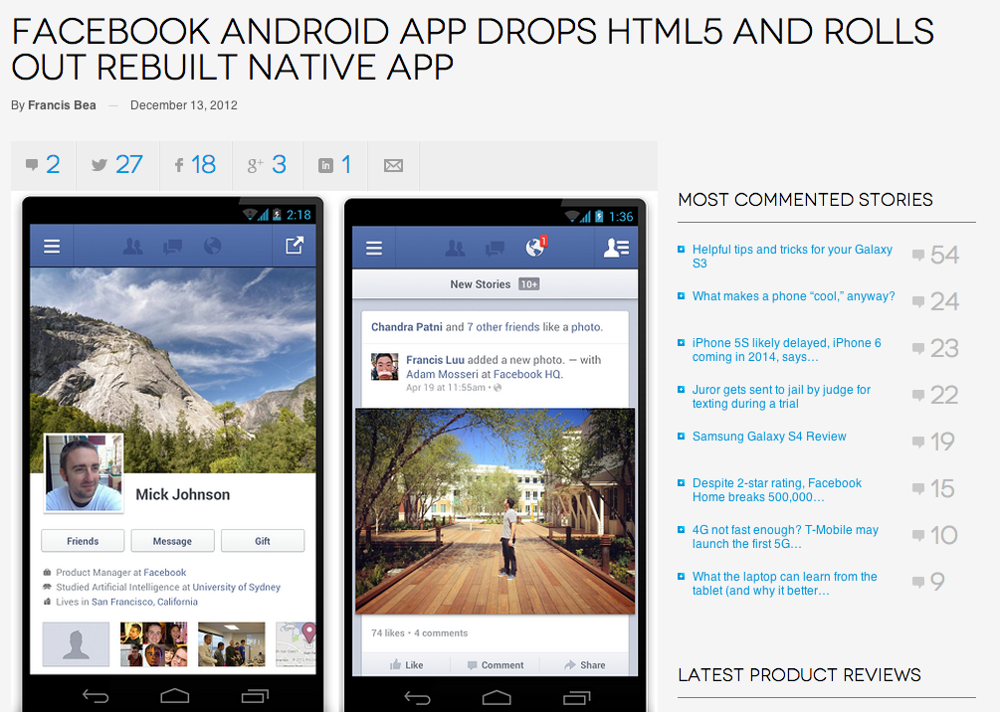 FACEBOOK ANDROID APP DROPS HTML5 AND ROLLS
OUT REBUILT NATIVE APP
By Francis Bea — December 13, 2012
2 27 18 g+ 3 in 1
2:18
Mick Johnson
Friends Message Gift
Product Manager at Facebook
Studied Artificial Intelligence at University of Sydney
Lives in San Francisco, California
1:36
1
New Stories 10+
Chandra Patni and 7 other friends like a photo.
Francis Luu added a new photo. — with
Adam Mosseri at Facebook HQ.
Apr 19 at 11:55am •
74 likes • 4 comments
Like Comment Share
MOST COMMENTED STORIES
Helpful tips and tricks for your Galaxy
S3
54
What makes a phone “cool,” anyway?
24
iPhone 5S likely delayed, iPhone 6
coming in 2014, says…
23
Juror gets sent to jail by judge for
texting during a trial
22
Samsung Galaxy S4 Review
19
Despite 2-star rating, Facebook
Home breaks 500,000…
15
4G not fast enough? T-Mobile may
launch the first 5G…
10
What the laptop can learn from the
tablet (and why it better…
9
LATEST PRODUCT REVIEWS